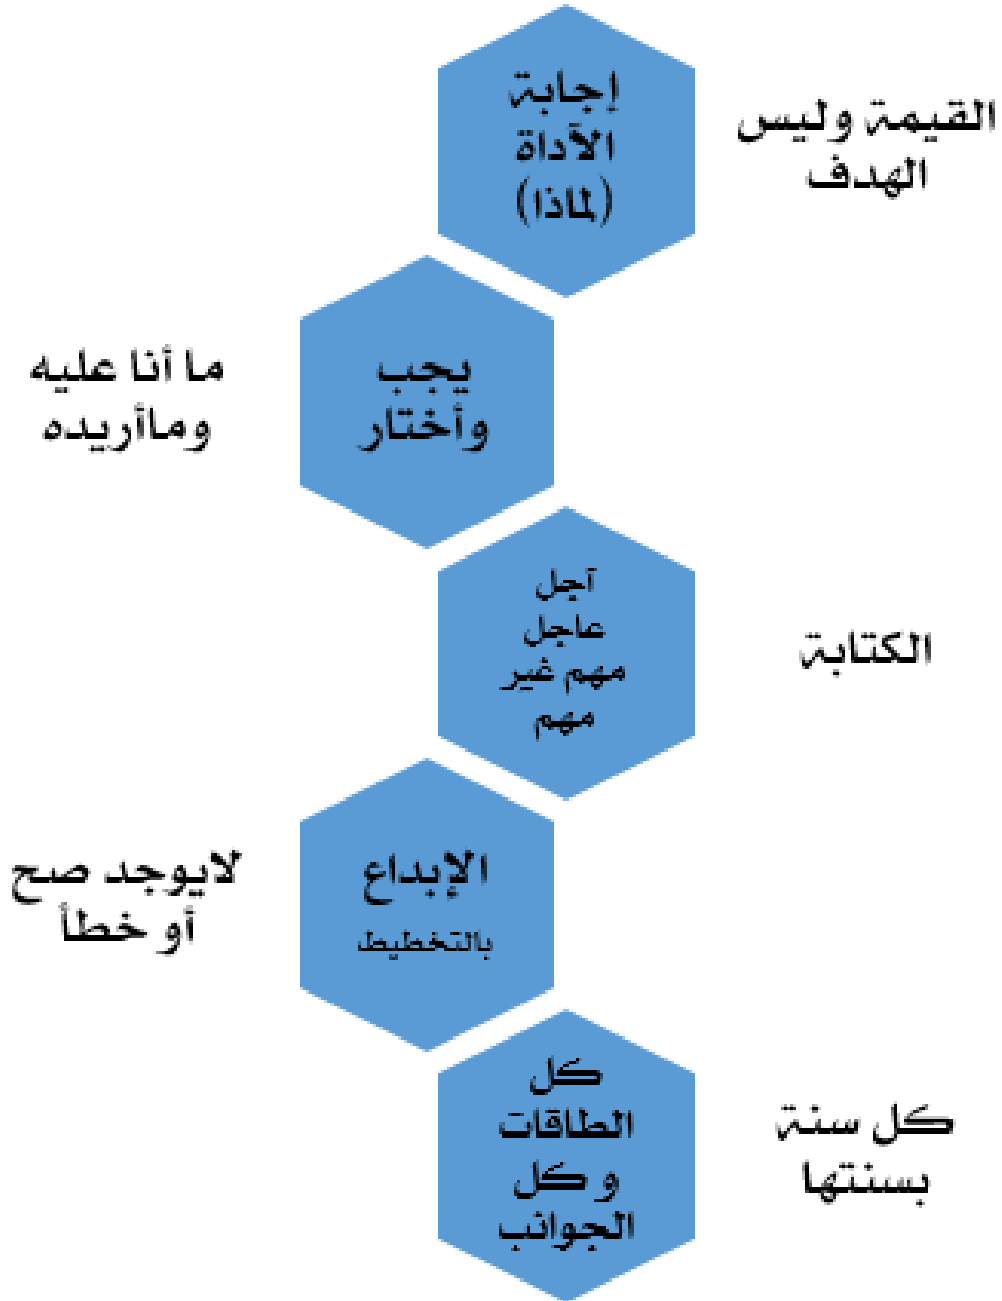 إجابة
الآداة
(لماذا)
القيمة وليس
الهدف
يجب
وأختار
ما أنا عليه
وماأريده
آجل
عاجل
مهم غير
مهم
الكتابة
الإبداع
بالتخطيط
لايوجد صح
أو خطأ
كل
الطاقات
و كل
الجوانب
كل سنة
بسنتها